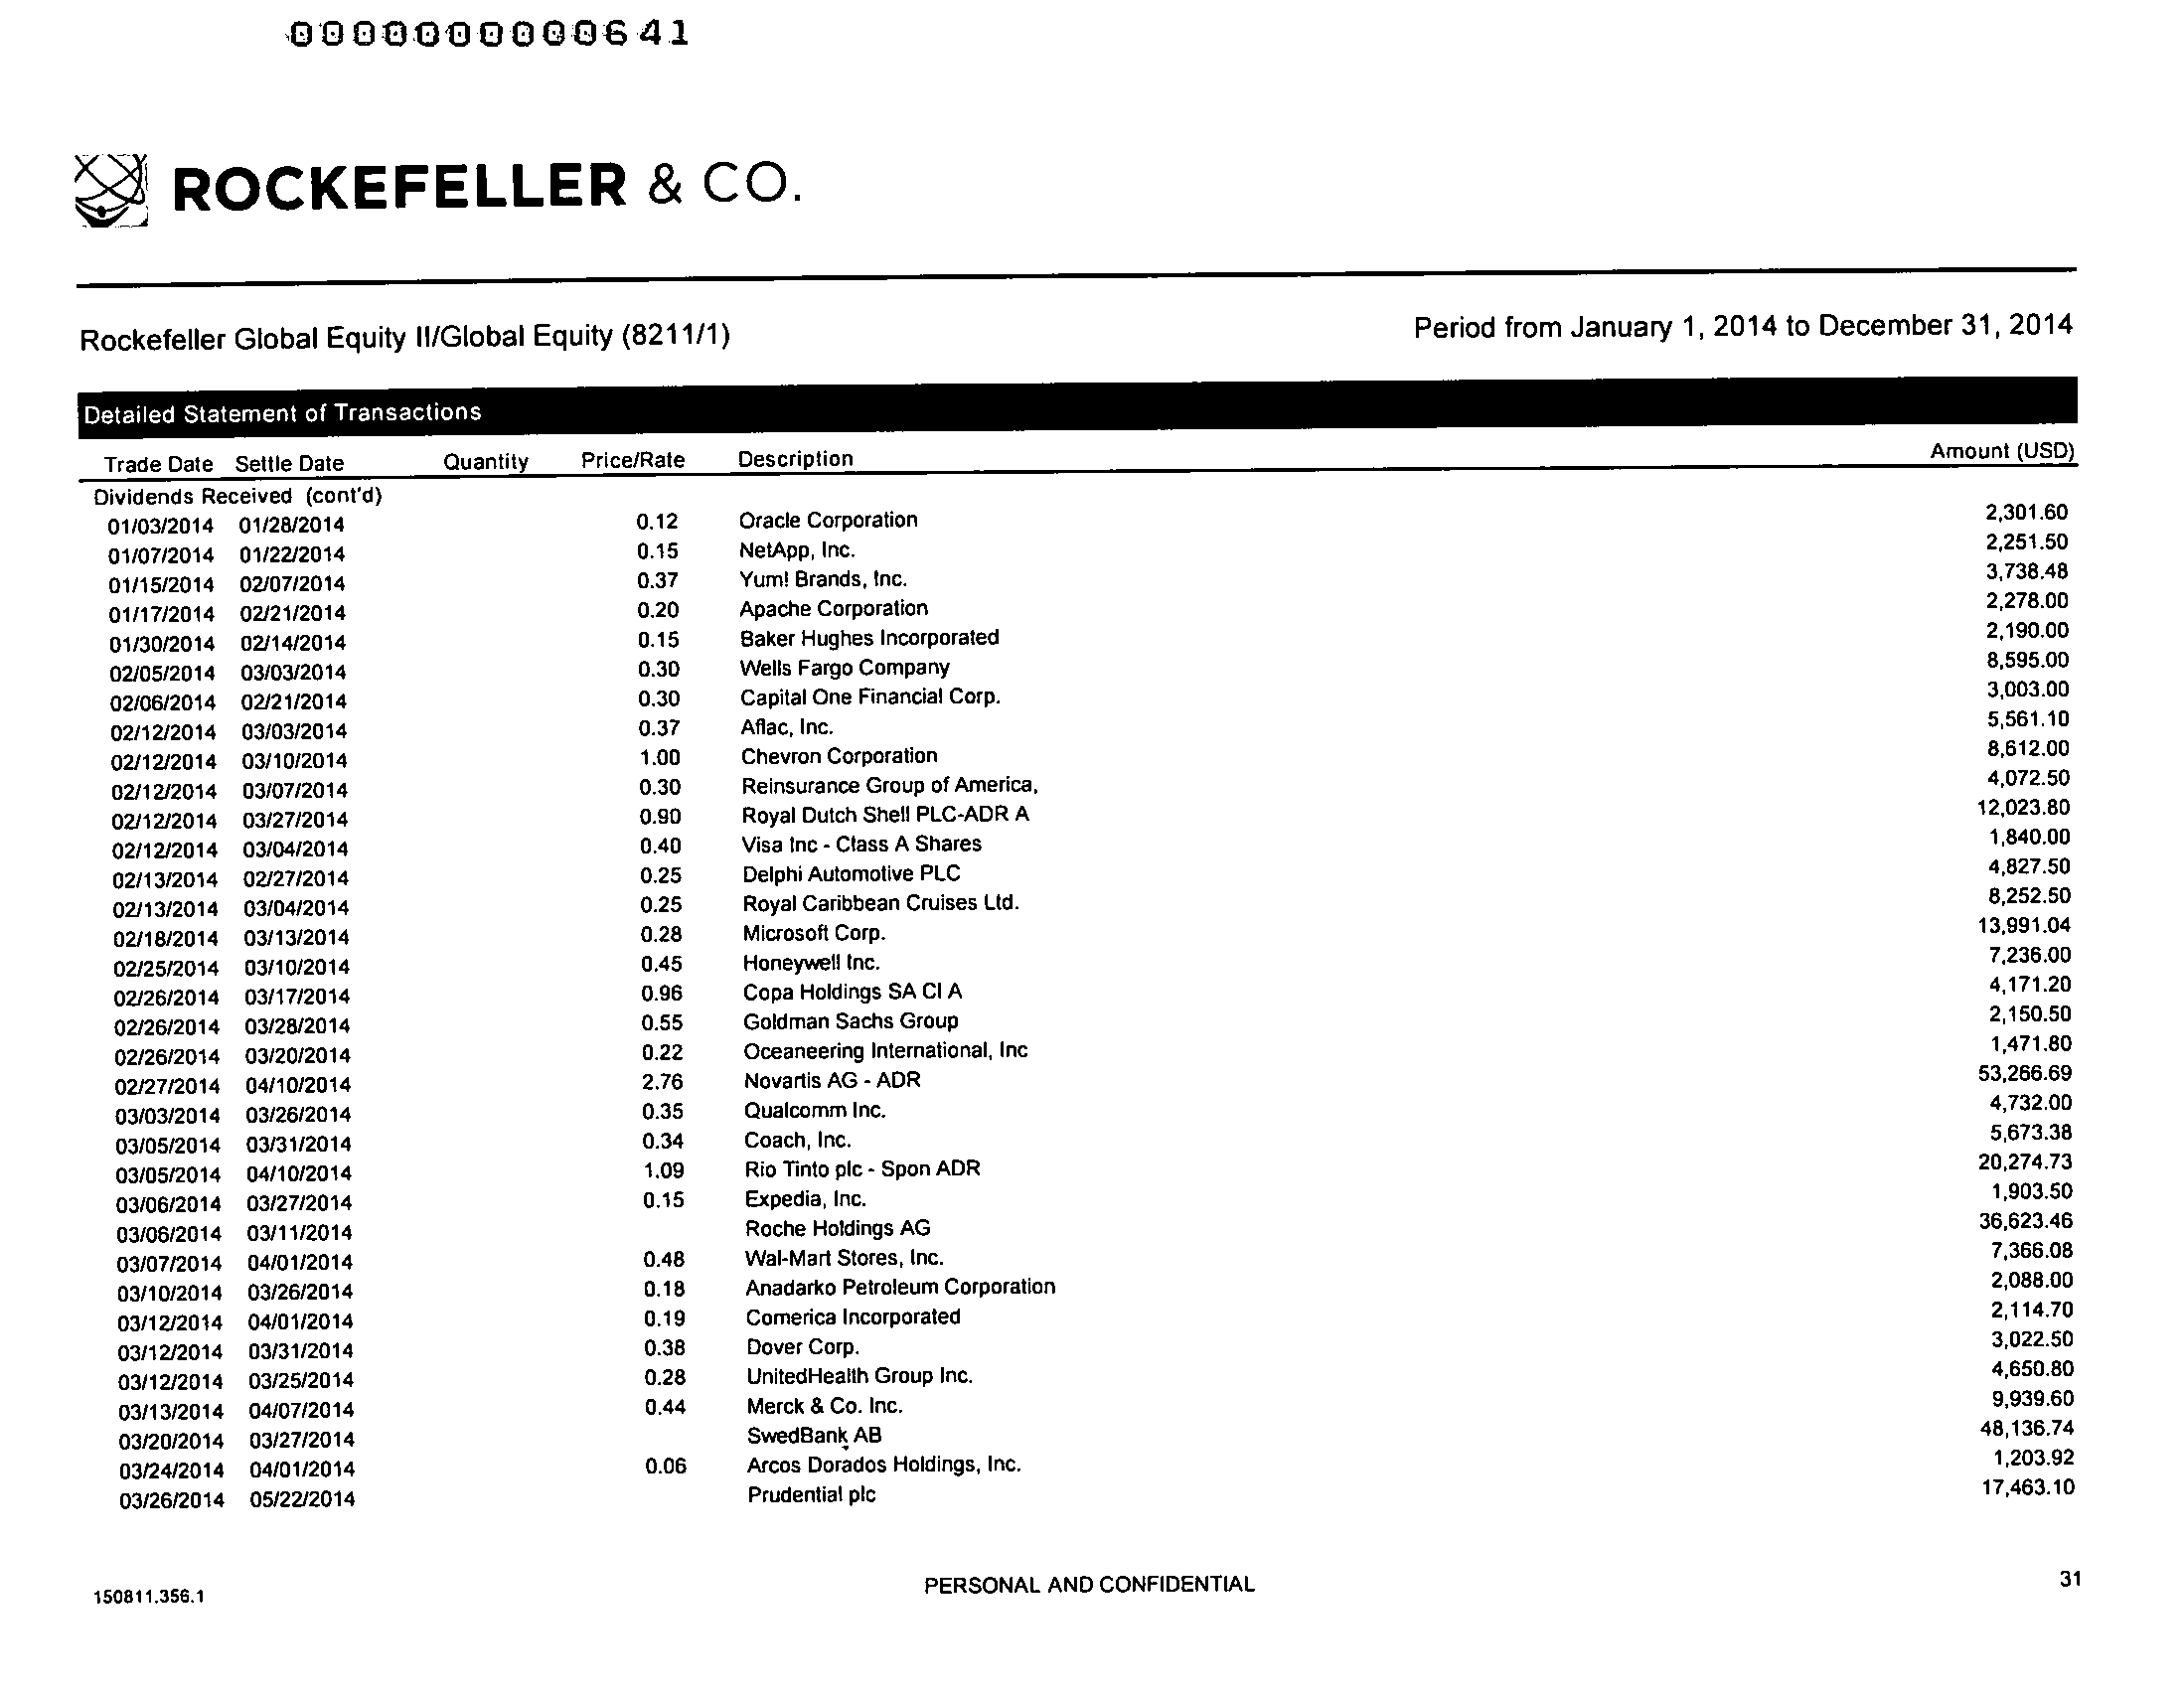 0000000000641
ROCKEFELLER & CO.
Rockefeller Global Equity II/Global Equity (8211/1) Period from January 1, 2014 to December 31, 2014
Detailed Statement of Transactions
Trade Date Settle Date Quantity Price/Rate Description Amount (USD)
Dividends Received (cont'd)
01/03/2014 01/28/2014 0.12 Oracle Corporation 2,301.60
01/07/2014 01/22/2014 0.15 NetApp, Inc. 2,251.50
01/15/2014 02/07/2014 0.37 Yum! Brands, Inc. 3,738.48
01/17/2014 02/21/2014 0.20 Apache Corporation 2,278.00
01/30/2014 02/14/2014 0.15 Baker Hughes Incorporated 2,190.00
02/05/2014 03/03/2014 0.30 Wells Fargo Company 8,595.00
02/06/2014 02/21/2014 0.30 Capital One Financial Corp. 3,003.00
02/12/2014 03/03/2014 0.37 Aflac, Inc. 5,561.10
02/12/2014 03/10/2014 1.00 Chevron Corporation 8,612.00
02/12/2014 03/07/2014 0.30 Reinsurance Group of America, 4,072.50
02/12/2014 03/27/2014 0.90 Royal Dutch Shell PLC-ADR A 12,023.80
02/12/2014 03/04/2014 0.40 Visa Inc - Class A Shares 1,840.00
02/13/2014 02/27/2014 0.25 Delphi Automotive PLC 4,827.50
02/13/2014 03/04/2014 0.25 Royal Caribbean Cruises Ltd. 8,252.50
02/18/2014 03/13/2014 0.28 Microsoft Corp. 13,991.04
02/25/2014 03/10/2014 0.45 Honeywell Inc. 7,236.00
02/26/2014 03/17/2014 0.96 Copa Holdings SA Cl A 4,171.20
02/26/2014 03/28/2014 0.55 Goldman Sachs Group 2,150.50
02/26/2014 03/20/2014 0.22 Oceaneering International, Inc 1,471.80
02/27/2014 04/10/2014 2.76 Novartis AG - ADR 53,266.69
03/03/2014 03/26/2014 0.35 Qualcomm Inc. 4,732.00
03/05/2014 03/31/2014 0.34 Coach, Inc. 5,673.38
03/05/2014 04/10/2014 1.09 Rio Tinto plc - Spon ADR 20,274.73
03/06/2014 03/27/2014 0.15 Expedia, Inc. 1,903.50
03/06/2014 03/11/2014 Roche Holdings AG 36,623.46
03/07/2014 04/01/2014 0.48 Wal-Mart Stores, Inc. 7,366.08
03/10/2014 03/26/2014 0.18 Anadarko Petroleum Corporation 2,088.00
03/12/2014 04/01/2014 0.19 Comerica Incorporated 2,114.70
03/12/2014 03/31/2014 0.38 Dover Corp. 3,022.50
03/12/2014 03/25/2014 0.28 UnitedHealth Group Inc. 4,650.80
03/13/2014 04/07/2014 0.44 Merck & Co. Inc. 9,939.60
03/20/2014 03/27/2014 SwedBank AB 48,136.74
03/24/2014 04/01/2014 0.06 Arcos Dorados Holdings, Inc. 1,203.92
03/26/2014 05/22/2014 Prudential plc 17,463.10
150811.356.1 PERSONAL AND CONFIDENTIAL 31